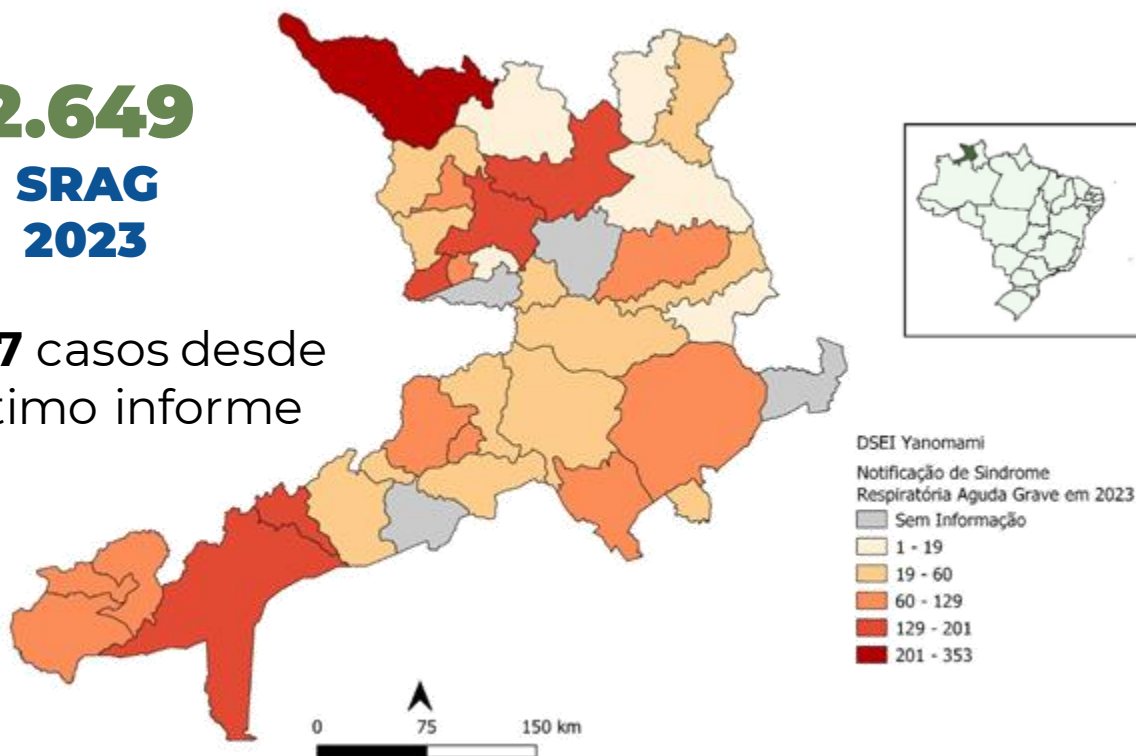 2.649
SRAG
2023
7 casos desde
timo informe
DSEI Yanomami
Notificação de Sindrome
Respiratória Aguda Grave em 2023
Sem Informação
1 - 19
19 - 60
60 - 129
129 - 201
201 - 353
0 75 150 km